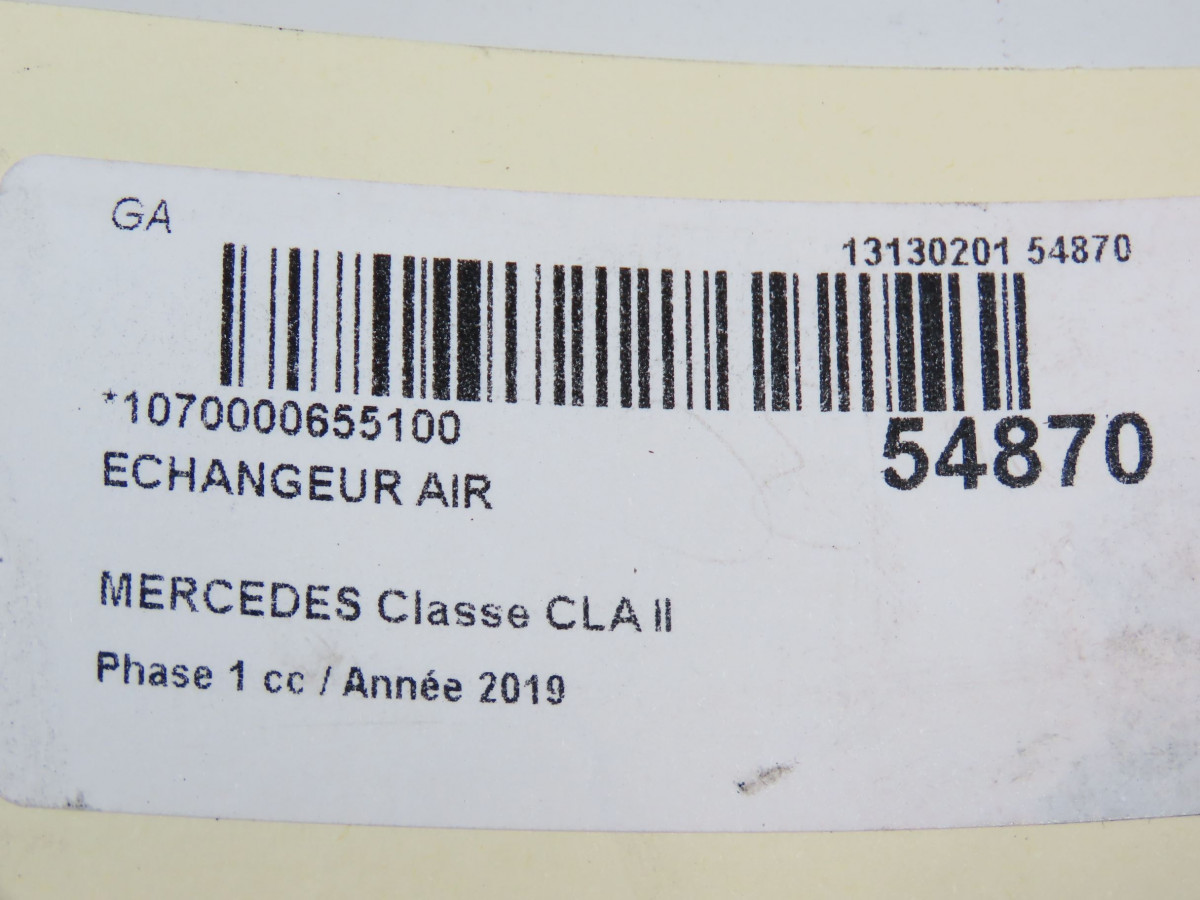 GA
13130201 54870
*1070000655100
54870
ECHANGEUR AIR
MERCEDES Classe CLA II
Phase 1 cc / Année 2019